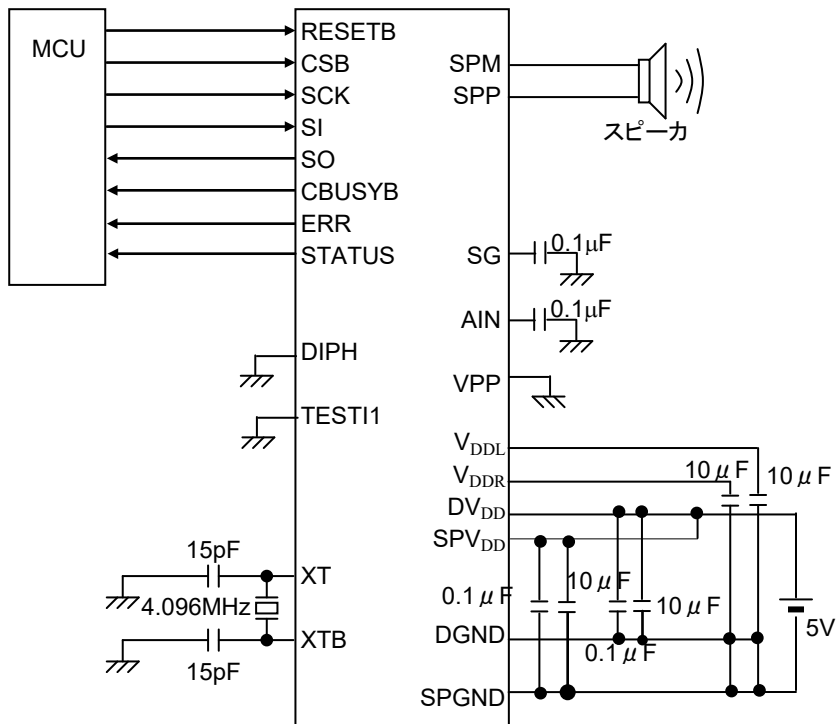 MCU
RESETB
CSB
SCK
SI
SO
CBUSYB
ERR
STATUS
DIPH
TESTI1
15pF
XT
4.096MHz
XTB
15pF
SPM
SPP
スピーカ
SG
0.1μF
AIN
0.1μF
VPP
VDDL
VDDR
10μF
10μF
DVDD
SPVDD
0.1μF
10μF
10μF
DGND
0.1μF
5V
SPGND